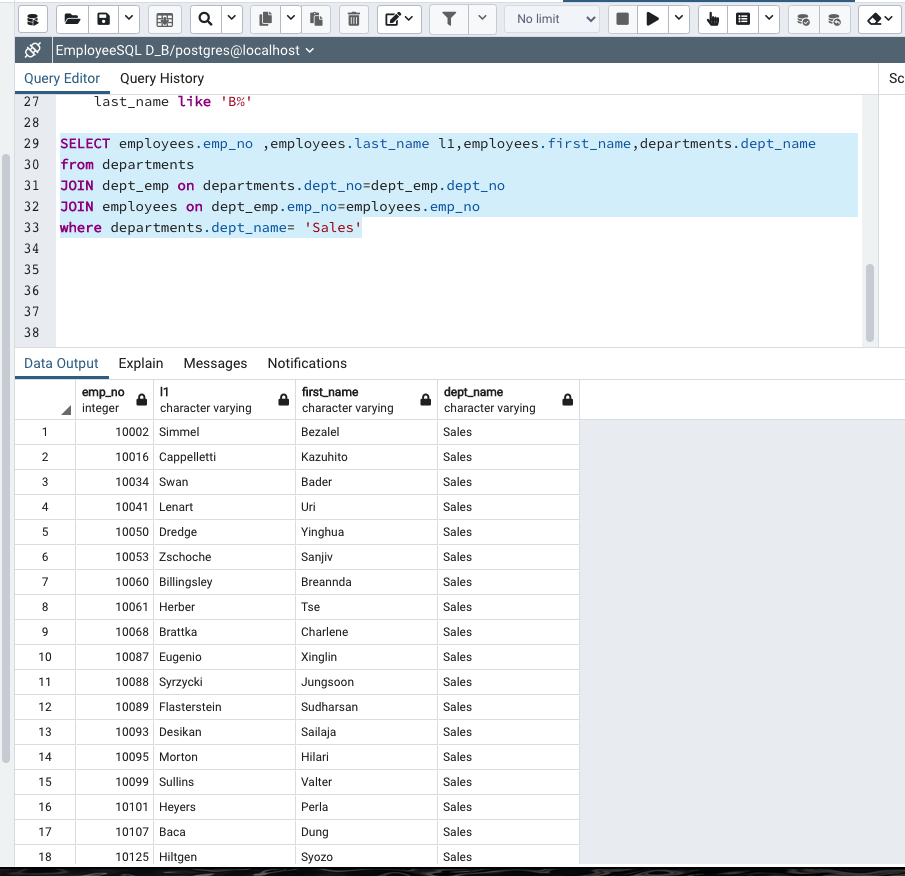 No limit
EmployeeSQL D_B/postgres@localhost
Query Editor Query History Sc
27 last_name like 'B%'
28
29 SELECT employees.emp_no ,employees.last_name l1,employees.first_name,departments.dept_name
30 from departments
31 JOIN dept_emp on departments.dept_no=dept_emp.dept_no
32 JOIN employees on dept_emp.emp_no=employees.emp_no
33 where departments.dept_name= 'Sales'
34
35
36
37
38
Data Output Explain Messages Notifications
emp_no l1 first_name dept_name
integer character varying character varying character varying
1 10002 Simmel Bezalel Sales
2 10016 Cappelletti Kazuhito Sales
3 10034 Swan Bader Sales
4 10041 Lenart Uri Sales
5 10050 Dredge Yinghua Sales
6 10053 Zschoche Sanjiv Sales
7 10060 Billingsley Breannda Sales
8 10061 Herber Tse Sales
9 10068 Brattka Charlene Sales
10 10087 Eugenio Xinglin Sales
11 10088 Syrzycki Jungsoon Sales
12 10089 Flasterstein Sudharsan Sales
13 10093 Desikan Sailaja Sales
14 10095 Morton Hilari Sales
15 10099 Sullins Valter Sales
16 10101 Heyers Perla Sales
17 10107 Baca Dung Sales
18 10125 Hiltgen Syozo Sales